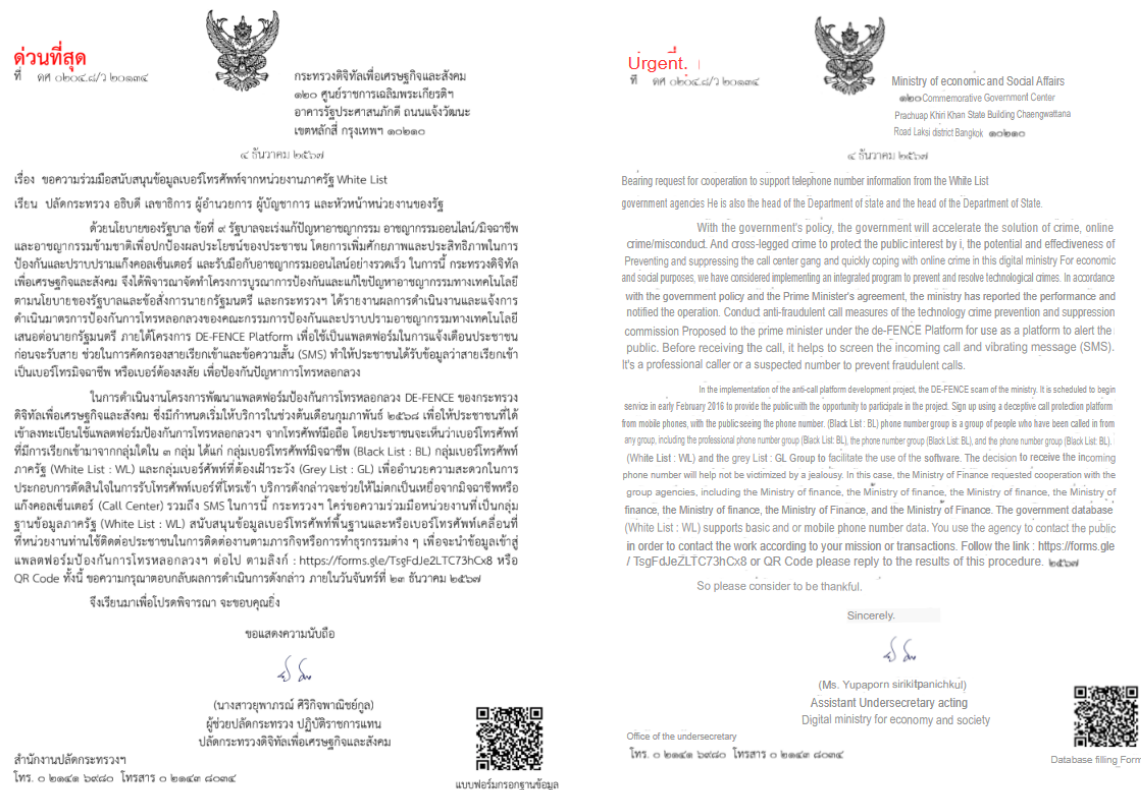 ด่วนที่สุด
ที่ ดศ ๐๒๐๔.๘/ว ๒๐๑๓๔
กระทรวงดิจิทัลเพื่อเศรษฐกิจและสังคม
๑๒๐ ศูนย์ราชการเฉลิมพระเกียรติฯ
อาคารรัฐประศาสนภักดี ถนนแจ้งวัฒนะ
เขตหลักสี่ กรุงเทพฯ ๑๐๒๑๐
๔ ธันวาคม ๒๕๖๗
เรื่อง ขอความร่วมมือสนับสนุนข้อมูลเบอร์โทรศัพท์จากหน่วยงานภาครัฐ White List
เรียน ปลัดกระทรวง อธิบดี เลขาธิการ ผู้อำนวยการ ผู้บัญชาการ และหัวหน้าหน่วยงานของรัฐ
ด้วยนโยบายของรัฐบาล ข้อที่ ๙ รัฐบาลจะเร่งแก้ปัญหาอาชญากรรม อาชญากรรมออนไลน์/มิจฉาชีพ
และอาชญากรรมข้ามชาติเพื่อปกป้องผลประโยชน์ของประชาชน โดยการเพิ่มศักยภาพและประสิทธิภาพในการ
ป้องกันและปราบปรามแก๊งคอลเซ็นเตอร์ และรับมือกับอาชญากรรมออนไลน์อย่างรวดเร็ว ในการนี้ กระทรวงดิจิทัล
เพื่อเศรษฐกิจและสังคม จึงได้พิจารณาจัดทำโครงการบูรณาการป้องกันและแก้ไขปัญหาอาชญากรรมทางเทคโนโลยี
ตามนโยบายของรัฐบาลและข้อสั่งการนายกรัฐมนตรี และกระทรวงฯ ได้รายงานผลการดำเนินงานและแจ้งการ
ดำเนินมาตรการป้องกันการโทรหลอกลวงของคณะกรรมการป้องกันและปราบปรามอาชญากรรมทางเทคโนโลยี
เสนอต่อนายกรัฐมนตรี ภายใต้โครงการ DE-FENCE Platform เพื่อใช้เป็นแพลตฟอร์มในการแจ้งเตือนประชาชน
ก่อนจะรับสาย ช่วยในการคัดกรองสายเรียกเข้าและข้อความสั้น (SMS) ทำให้ประชาชนได้รับข้อมูลว่าสายเรียกเข้า
เป็นเบอร์โทรมิจฉาชีพ หรือเบอร์ต้องสงสัย เพื่อป้องกันปัญหาการโทรหลอกลวง
ในการดำเนินงานโครงการพัฒนาแพลตฟอร์มป้องกันการโทรหลอกลวง DE-FENCE ของกระทรวง
ดิจิทัลเพื่อเศรษฐกิจและสังคม ซึ่งมีกำหนดเริ่มให้บริการในช่วงต้นเดือนกุมภาพันธ์ ๒๕๖๘ เพื่อให้ประชาชนที่ได้
เข้าลงทะเบียนใช้แพลตฟอร์มป้องกันการโทรหลอกลวงฯ จากโทรศัพท์มือถือ โดยประชาชนจะเห็นว่าเบอร์โทรศัพท์
ที่มีการเรียกเข้ามาจากกลุ่มใดใน ๓ กลุ่ม ได้แก่ กลุ่มเบอร์โทรศัพท์มิจฉาชีพ (Black List : BL) กลุ่มเบอร์โทรศัพท์
ภาครัฐ (White List : WL) และกลุ่มเบอร์โทรศัพท์ที่ต้องเฝ้าระวัง (Grey List : GL) เพื่ออำนวยความสะดวกในการ
ประกอบการตัดสินใจในการรับโทรศัพท์เบอร์ที่โทรเข้า บริการดังกล่าวจะช่วยให้ไม่ตกเป็นเหยื่อจากมิจฉาชีพหรือ
แก๊งคอลเซ็นเตอร์ (Call Center) รวมถึง SMS ในการนี้ กระทรวงฯ ใคร่ขอความร่วมมือหน่วยงานที่เป็นกลุ่ม
ฐานข้อมูลภาครัฐ (White List : WL) สนับสนุนข้อมูลเบอร์โทรศัพท์พื้นฐานและหรือเบอร์โทรศัพท์เคลื่อนที่
ที่หน่วยงานท่านใช้ติดต่อประชาชนในการติดต่องานตามภารกิจหรือการทำธุรกรรมต่าง ๆ เพื่อจะนำข้อมูลเข้าสู่
แพลตฟอร์มป้องกันการโทรหลอกลวงฯ ต่อไป ตามลิงก์ : https://forms.gle/TsgFdJe2LTC73hCx8 หรือ
QR Code ทั้งนี้ ขอความกรุณาตอบกลับผลการดำเนินการดังกล่าว ภายในวันจันทร์ที่ ๒๓ ธันวาคม ๒๕๖๗
จึงเรียนมาเพื่อโปรดพิจารณา จะขอบคุณยิ่ง
ขอแสดงความนับถือ
(นางสาวยุพาภรณ์ ศิริกิจพาณิชย์กูล)
ผู้ช่วยปลัดกระทรวง ปฏิบัติราชการแทน
ปลัดกระทรวงดิจิทัลเพื่อเศรษฐกิจและสังคม
สำนักงานปลัดกระทรวงฯ
โทร. ๐ ๒๑๔๑ ๖๙๘๐ โทรสาร ๐ ๒๑๔๓ ๘๐๓๔
แบบฟอร์มกรอกฐานข้อมูล
Urgent.
ที่ ดศ ๐๒๐๔.๘/ว ๒๐๑๓๔
Ministry of economic and Social Affairs
๑๒๐ Commemorative Government Center
Prachuap Khiri Khan State Building Chaengwattana
Road Laksi district Bangkok ๑๐๒๑๐
๔ ธันวาคม ๒๕๖๗
Bearing request for cooperation to support telephone number information from the White List
government agencies He is also the head of the Department of state and the head of the Department of State.
With the government's policy, the government will accelerate the solution of crime, online
crime/misconduct. And cross-legged crime to protect the public interest by i, the potential and effectiveness of
Preventing and suppressing the call center gang and quickly coping with online crime in this digital ministry For economic
and social purposes, we have considered implementing an integrated program to prevent and resolve technological crimes. In accordance
with the government policy and the Prime Minister's agreement, the ministry has reported the performance and
notified the operation. Conduct anti-fraudulent call measures of the technology crime prevention and suppression
commission Proposed to the prime minister under the de-FENCE Platform for use as a platform to alert the
public. Before receiving the call, it helps to screen the incoming call and vibrating message (SMS).
It's a professional caller or a suspected number to prevent fraudulent calls.
In the implementation of the anti-call platform development project, the DE-FENCE scam of the ministry. It is scheduled to begin
service in early February 2016 to provide the public with the opportunity to participate in the project. Sign up using a deceptive call protection platform
from mobile phones, with the public seeing the phone number. (Black List : BL) phone number group is a group of people who have been called in from
any group, including the professional phone number group (Black List: BL), the phone number group (Black List: BL), and the phone number group (Black List: BL).
(White List : WL) and the grey List : GL Group to facilitate the use of the software. The decision to receive the incoming
phone number will help not be victimized by a jealousy. In this case, the Ministry of Finance requested cooperation with the
group agencies, including the Ministry of finance, the Ministry of finance, the Ministry of finance, the Ministry of
finance, the Ministry of finance, the Ministry of Finance, and the Ministry of Finance. The government database
(White List : WL) supports basic and or mobile phone number data. You use the agency to contact the public
in order to contact the work according to your mission or transactions. Follow the link : https://forms.gle
/ TsgFdJeZLTC73hCx8 or QR Code please reply to the results of this procedure. ๒๕๖๗
So please consider to be thankful.
Sincerely.
(Ms. Yupaporn sirikitpanichkul)
Assistant Undersecretary acting
Digital ministry for economy and society
Office of the undersecretary
โทร. ๐ ๒๑๔๑ ๖๙๘๐ โทรสาร ๐ ๒๑๔๓ ๘๐๓๔
Database filling Form